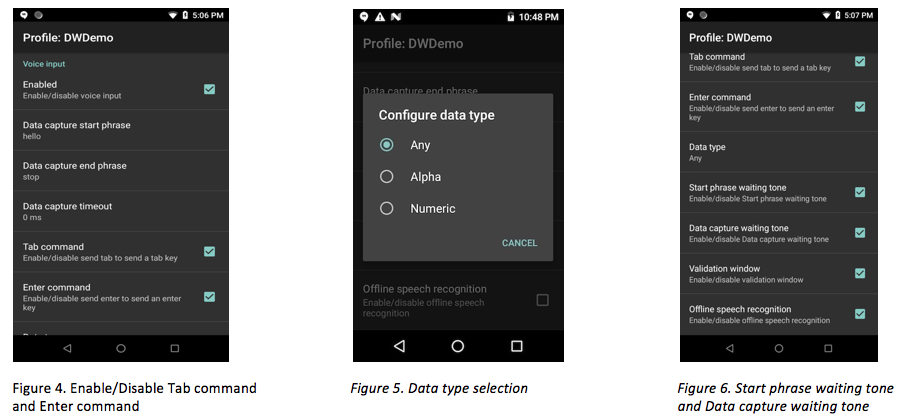 5:06 PM
Profile: DWDemo
Voice input
Enabled
Enable/disable voice input
Data capture start phrase
hello
Data capture end phrase
stop
Data capture timeout
0 ms
Tab command
Enable/disable send tab to send a tab key
Enter command
Enable/disable send enter to send an enter
key
Figure 4. Enable/Disable Tab command
and Enter command
10:48 PM
Profile: DWDemo
Data capture end phrase
Configure data type
Any
Alpha
Numeric
CANCEL
Offline speech recognition
Enable/disable offline speech
recognition
Figure 5. Data type selection
5:07 PM
Profile: DWDemo
Tab command
Enable/disable send tab to send a tab key
Enter command
Enable/disable send enter to send an enter
key
Data type
Any
Start phrase waiting tone
Enable/disable Start phrase waiting tone
Data capture waiting tone
Enable/disable Data capture waiting tone
Validation window
Enable/disable validation window
Offline speech recognition
Enable/disable offline speech recognition
Figure 6. Start phrase waiting tone
and Data capture waiting tone